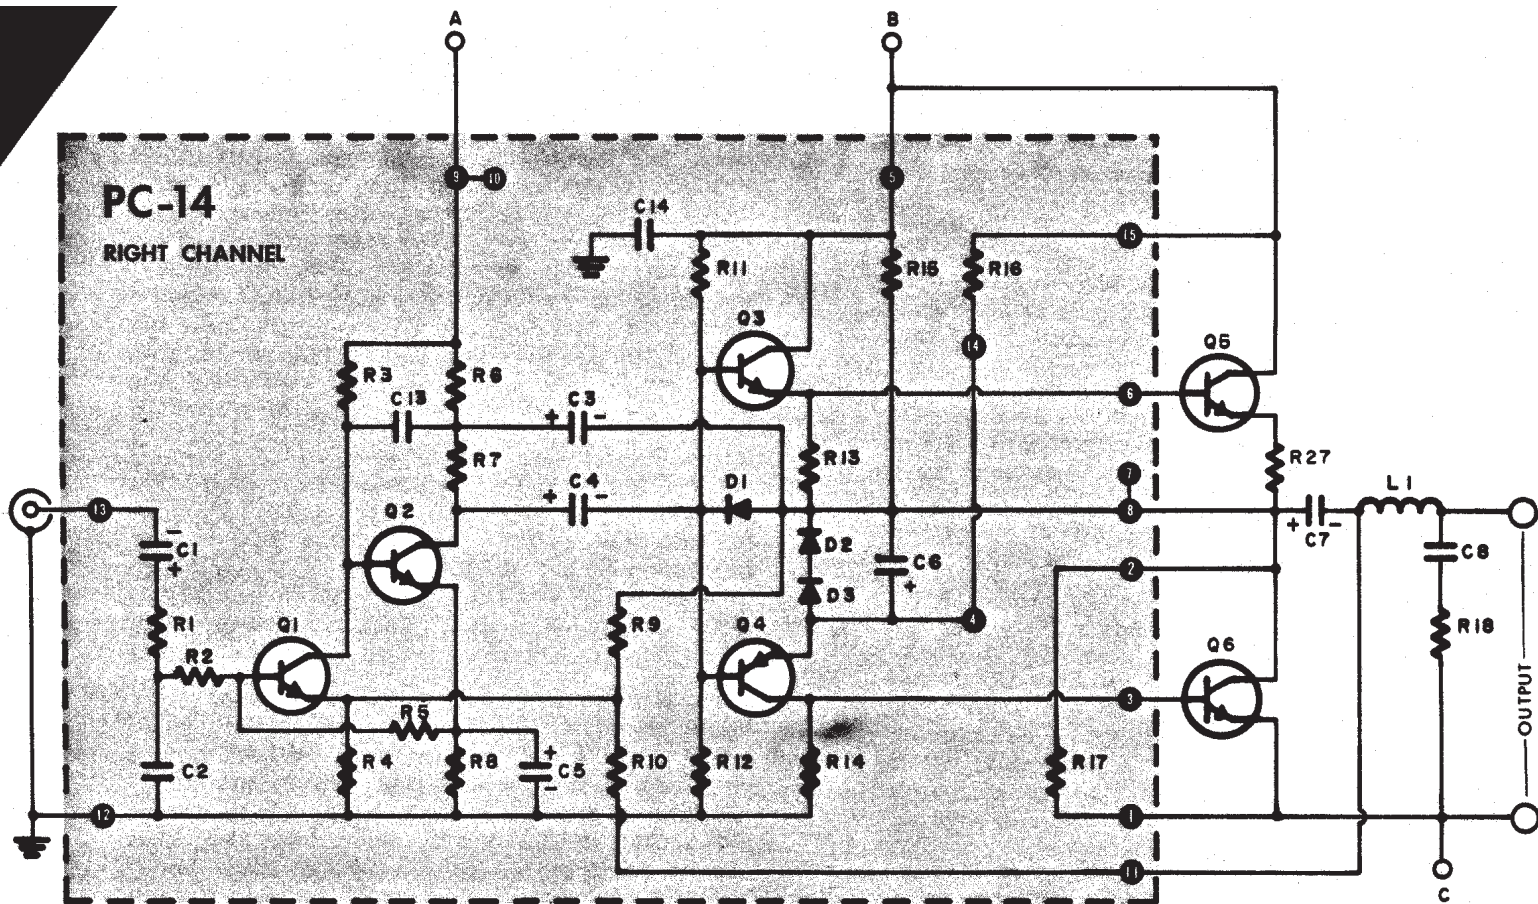 A
B
9
10
5
PC-14
RIGHT CHANNEL
C14
15
R11
R15
R16
Q3
14
Q5
R3
R6
C13
C3
+
-
6
R7
R13
R27
C4
+
-
D1
7
8
L1
13
Q2
-
C1
+
D2
+
-
C7
C8
C6
+
2
D3
R1
Q1
R9
Q4
4
Q6
R18
R2
3
R5
OUTPUT
C2
R4
R8
+
C5
-
R10
R12
R14
R17
12
1
11
C